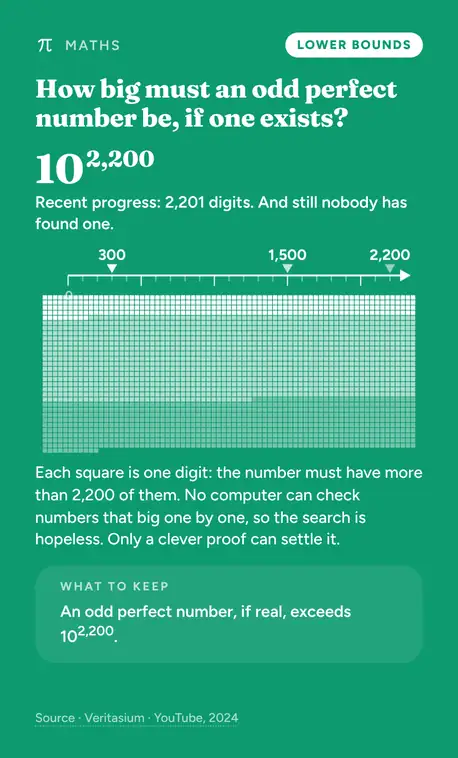 π MATHS
LOWER BOUNDS
How big must an odd perfect
number be, if one exists?
10^2,200
Recent progress: 2,201 digits. And still nobody has
found one.
300 1,500 2,200
0
Each square is one digit: the number must have more
than 2,200 of them. No computer can check
numbers that big one by one, so the search is
hopeless. Only a clever proof can settle it.
WHAT TO KEEP
An odd perfect number, if real, exceeds
10^2,200.
Source · Veritasium · YouTube, 2024